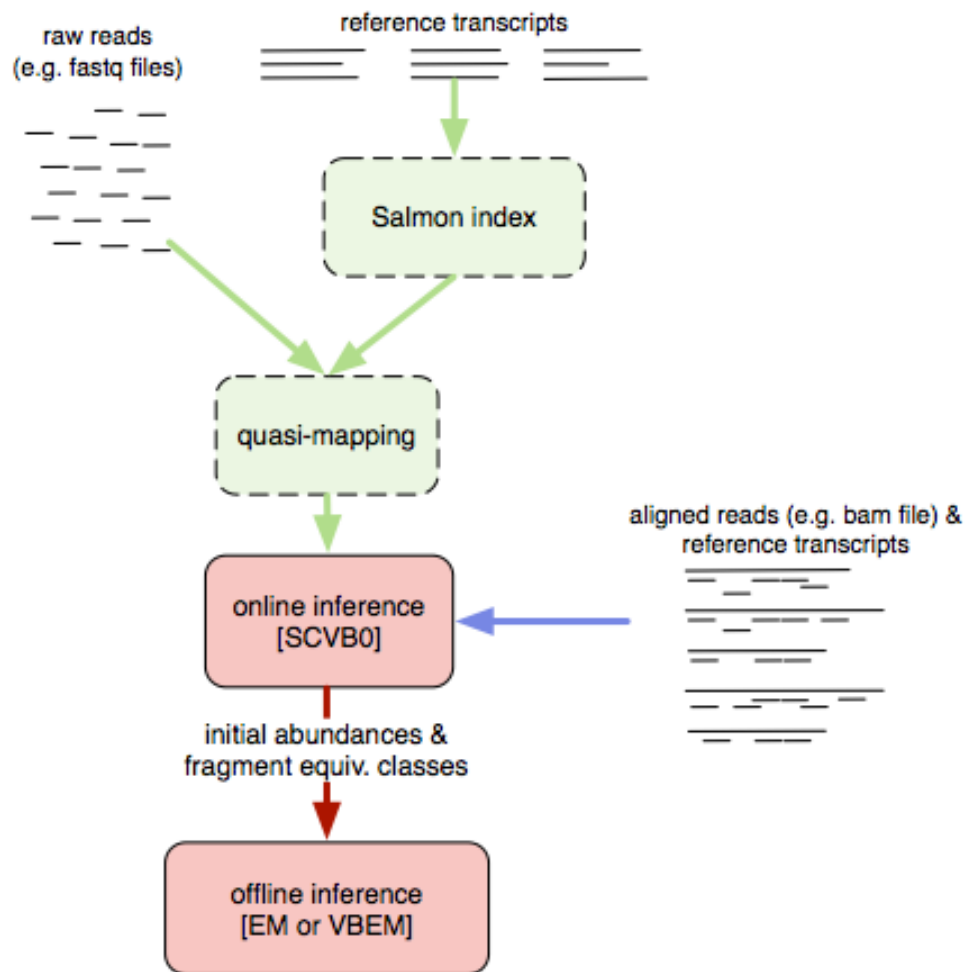 raw reads
(e.g. fastq files)
reference transcripts
Salmon index
quasi-mapping
aligned reads (e.g. bam file) &
reference transcripts
online inference
[SCVB0]
initial abundances &
fragment equiv. classes
offline inference
[EM or VBEM]